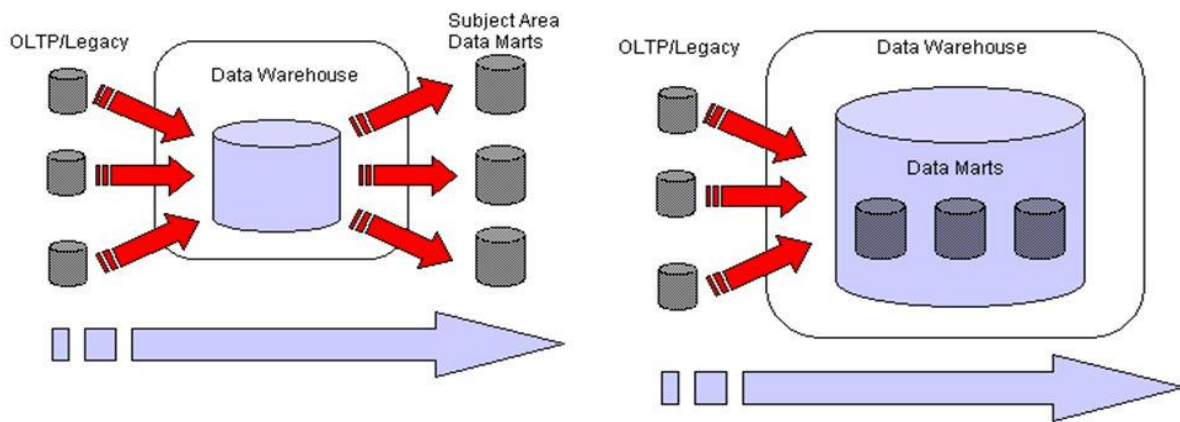 OLTP/Legacy
Data Warehouse
Subject Area
Data Marts
OLTP/Legacy
Data Warehouse
Data Marts